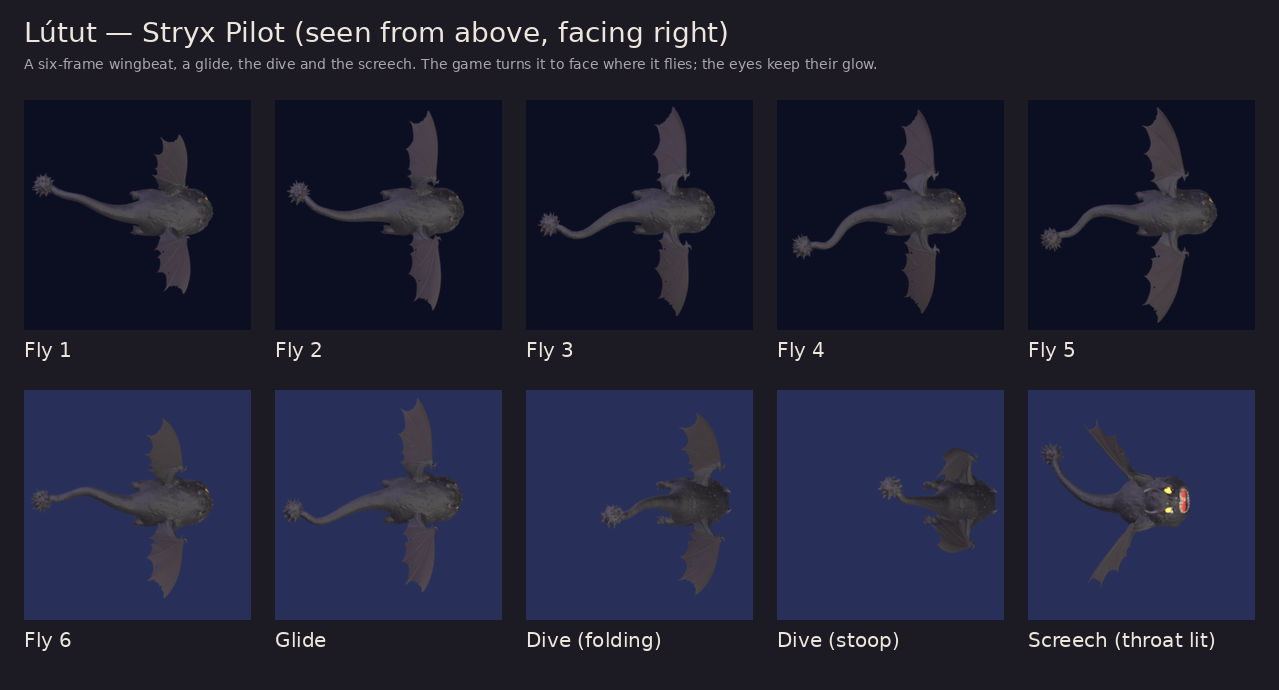 Lútut — Stryx Pilot (seen from above, facing right)
A six-frame wingbeat, a glide, the dive and the screech. The game turns it to face where it flies; the eyes keep their glow.
Fly 1
Fly 2
Fly 3
Fly 4
Fly 5
Fly 6
Glide
Dive (folding)
Dive (stoop)
Screech (throat lit)